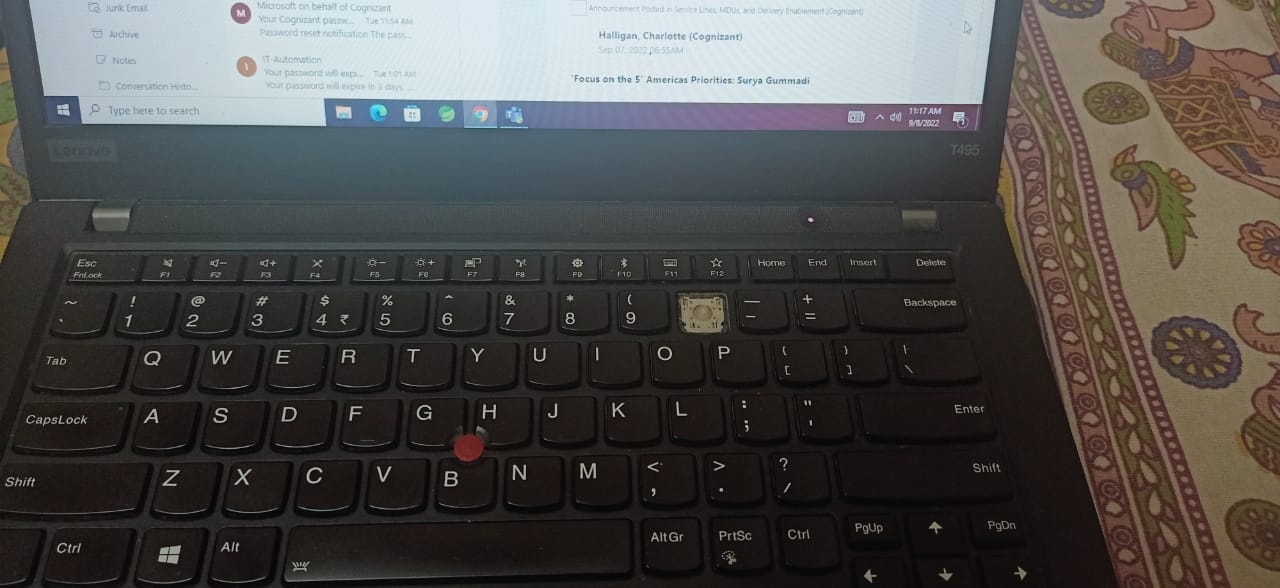 Junk Email
Archive
Notes
Conversation Histo...
M
Microsoft on behalf of Cognizant
Your Cognizant passw... Tue 11:54 AM
Password reset notification The pass...
I
IT-Automation
Your password will expi... Tue 1:01 AM
Your password will expire in 3 days. ...
Announcement Posted in Service Lines, MDUs, and Delivery Enablement (Cognizant)
Halligan, Charlotte (Cognizant)
Sep 07, 2022 06:55AM
'Focus on the 5' Americas Priorities: Surya Gummadi
Type here to search
11:17 AM
9/8/2022
Lenovo
T495
Esc FnLock F1 F2 F3 F4 F5 F6 F7 F8 F9 F10 F11 F12 Home End Insert Delete
~ ! @ # $ % ^ & * ( — + Backspace
` 1 2 3 4 ₹ 5 6 7 8 9 - =
Tab Q W E R T Y U I O P { [ } ] | \
CapsLock A S D F G H J K L : ; " ' Enter
Shift Z X C V B N M < , > . ? / Shift
Ctrl Alt AltGr PrtSc Ctrl PgUp PgDn